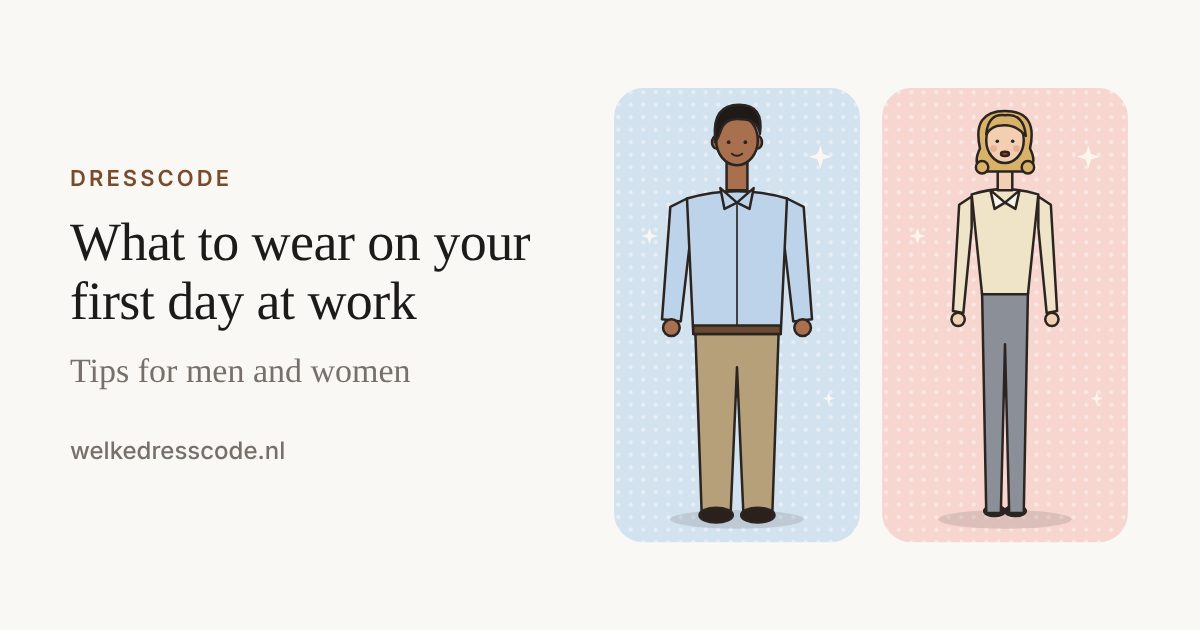 DRESSCODE
What to wear on your
first day at work
Tips for men and women
welkedresscode.nl